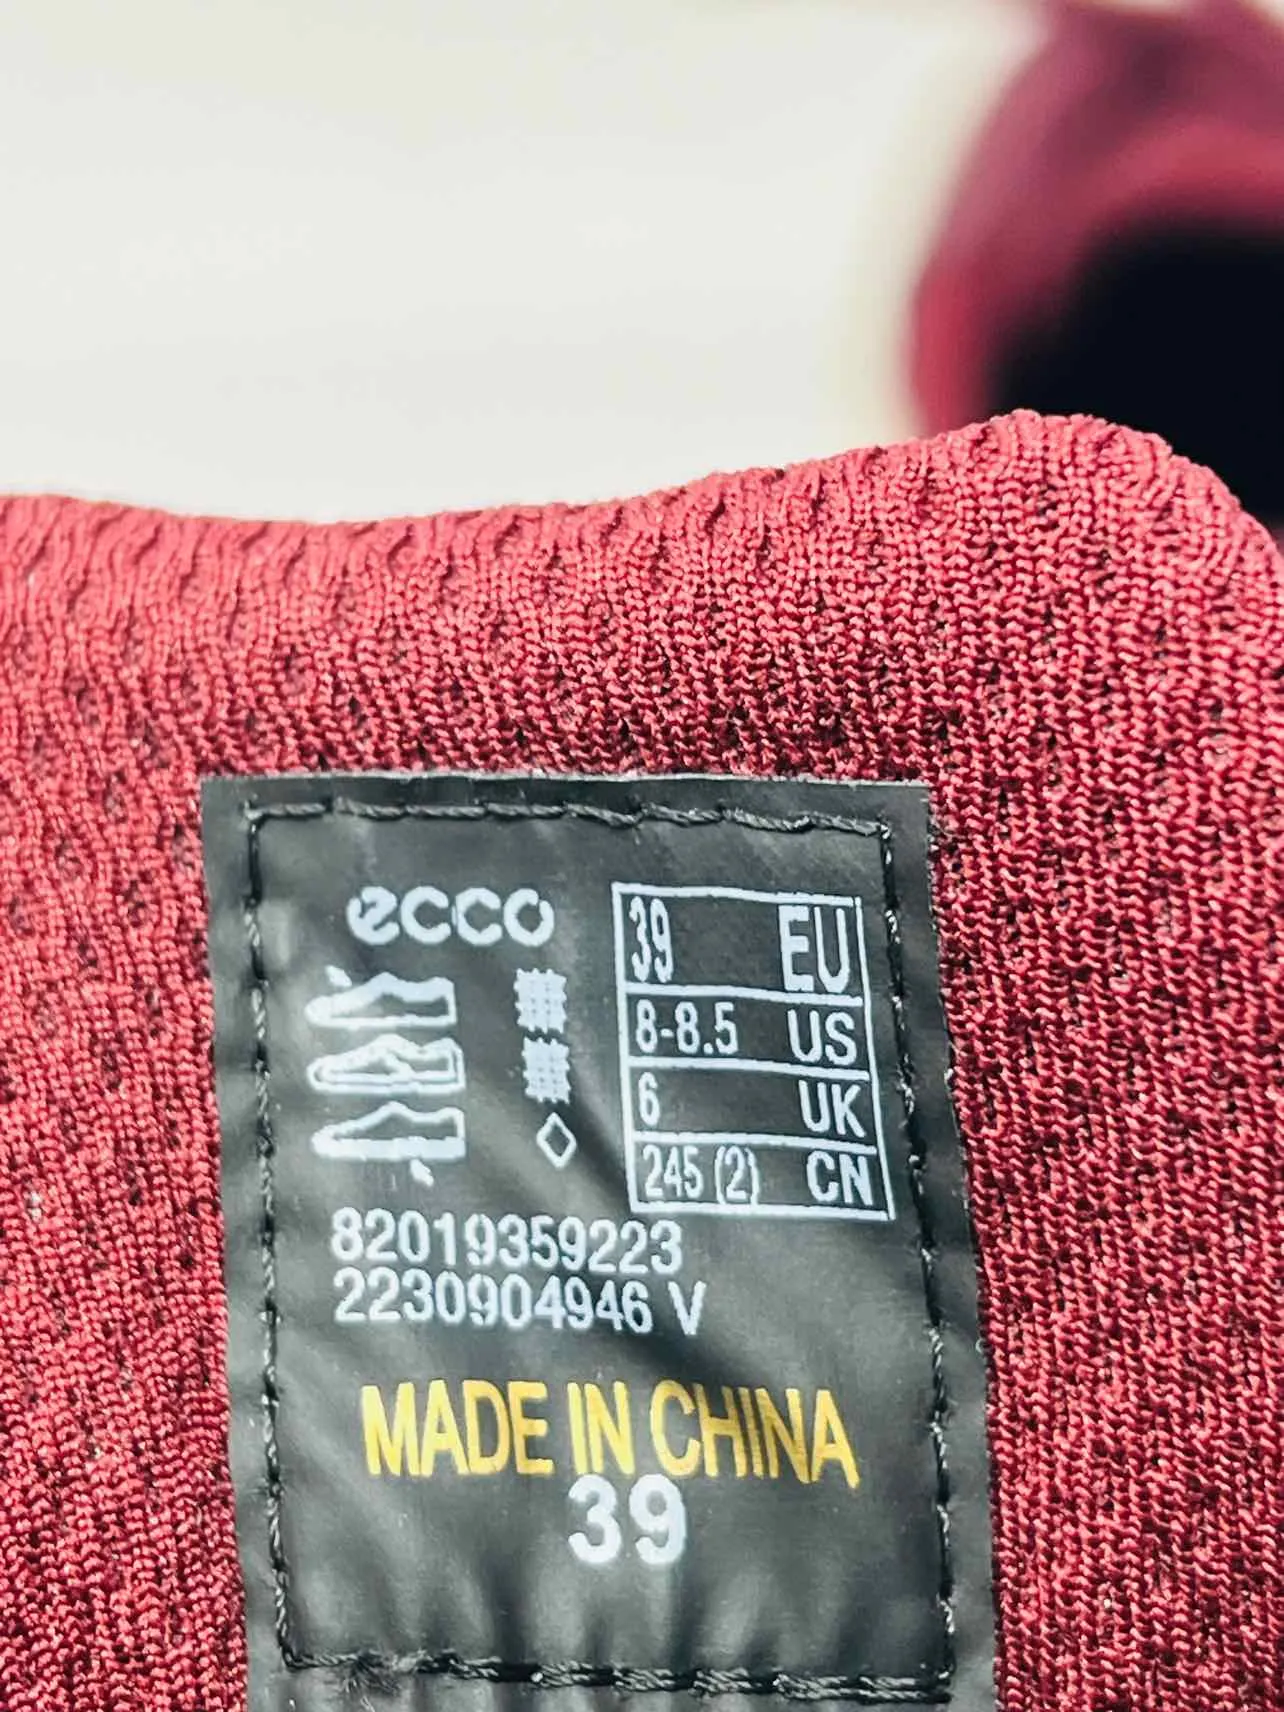 ecco
39 EU
8-8.5 US
6 UK
245 (2) CN
82019359223
2230904946 V
MADE IN CHINA
39